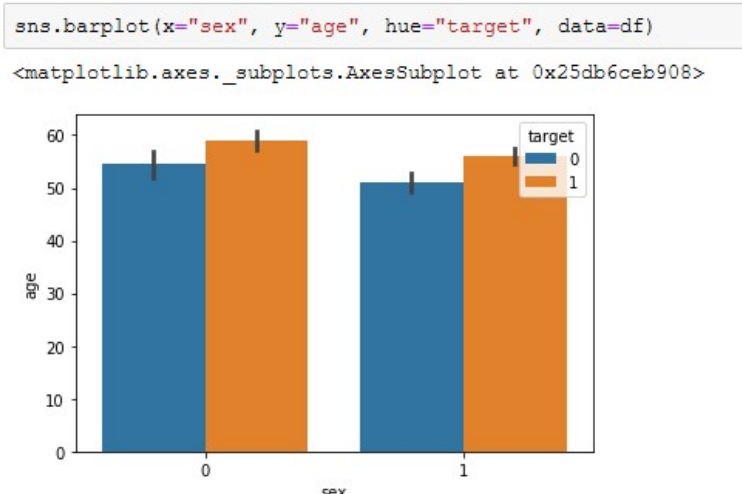 sns.barplot(x="sex", y="age", hue="target", data=df)
<matplotlib.axes._subplots.AxesSubplot at 0x25db6ceb908>
target
0
1
60
50
40
30
20
10
0
age
0 1
sex